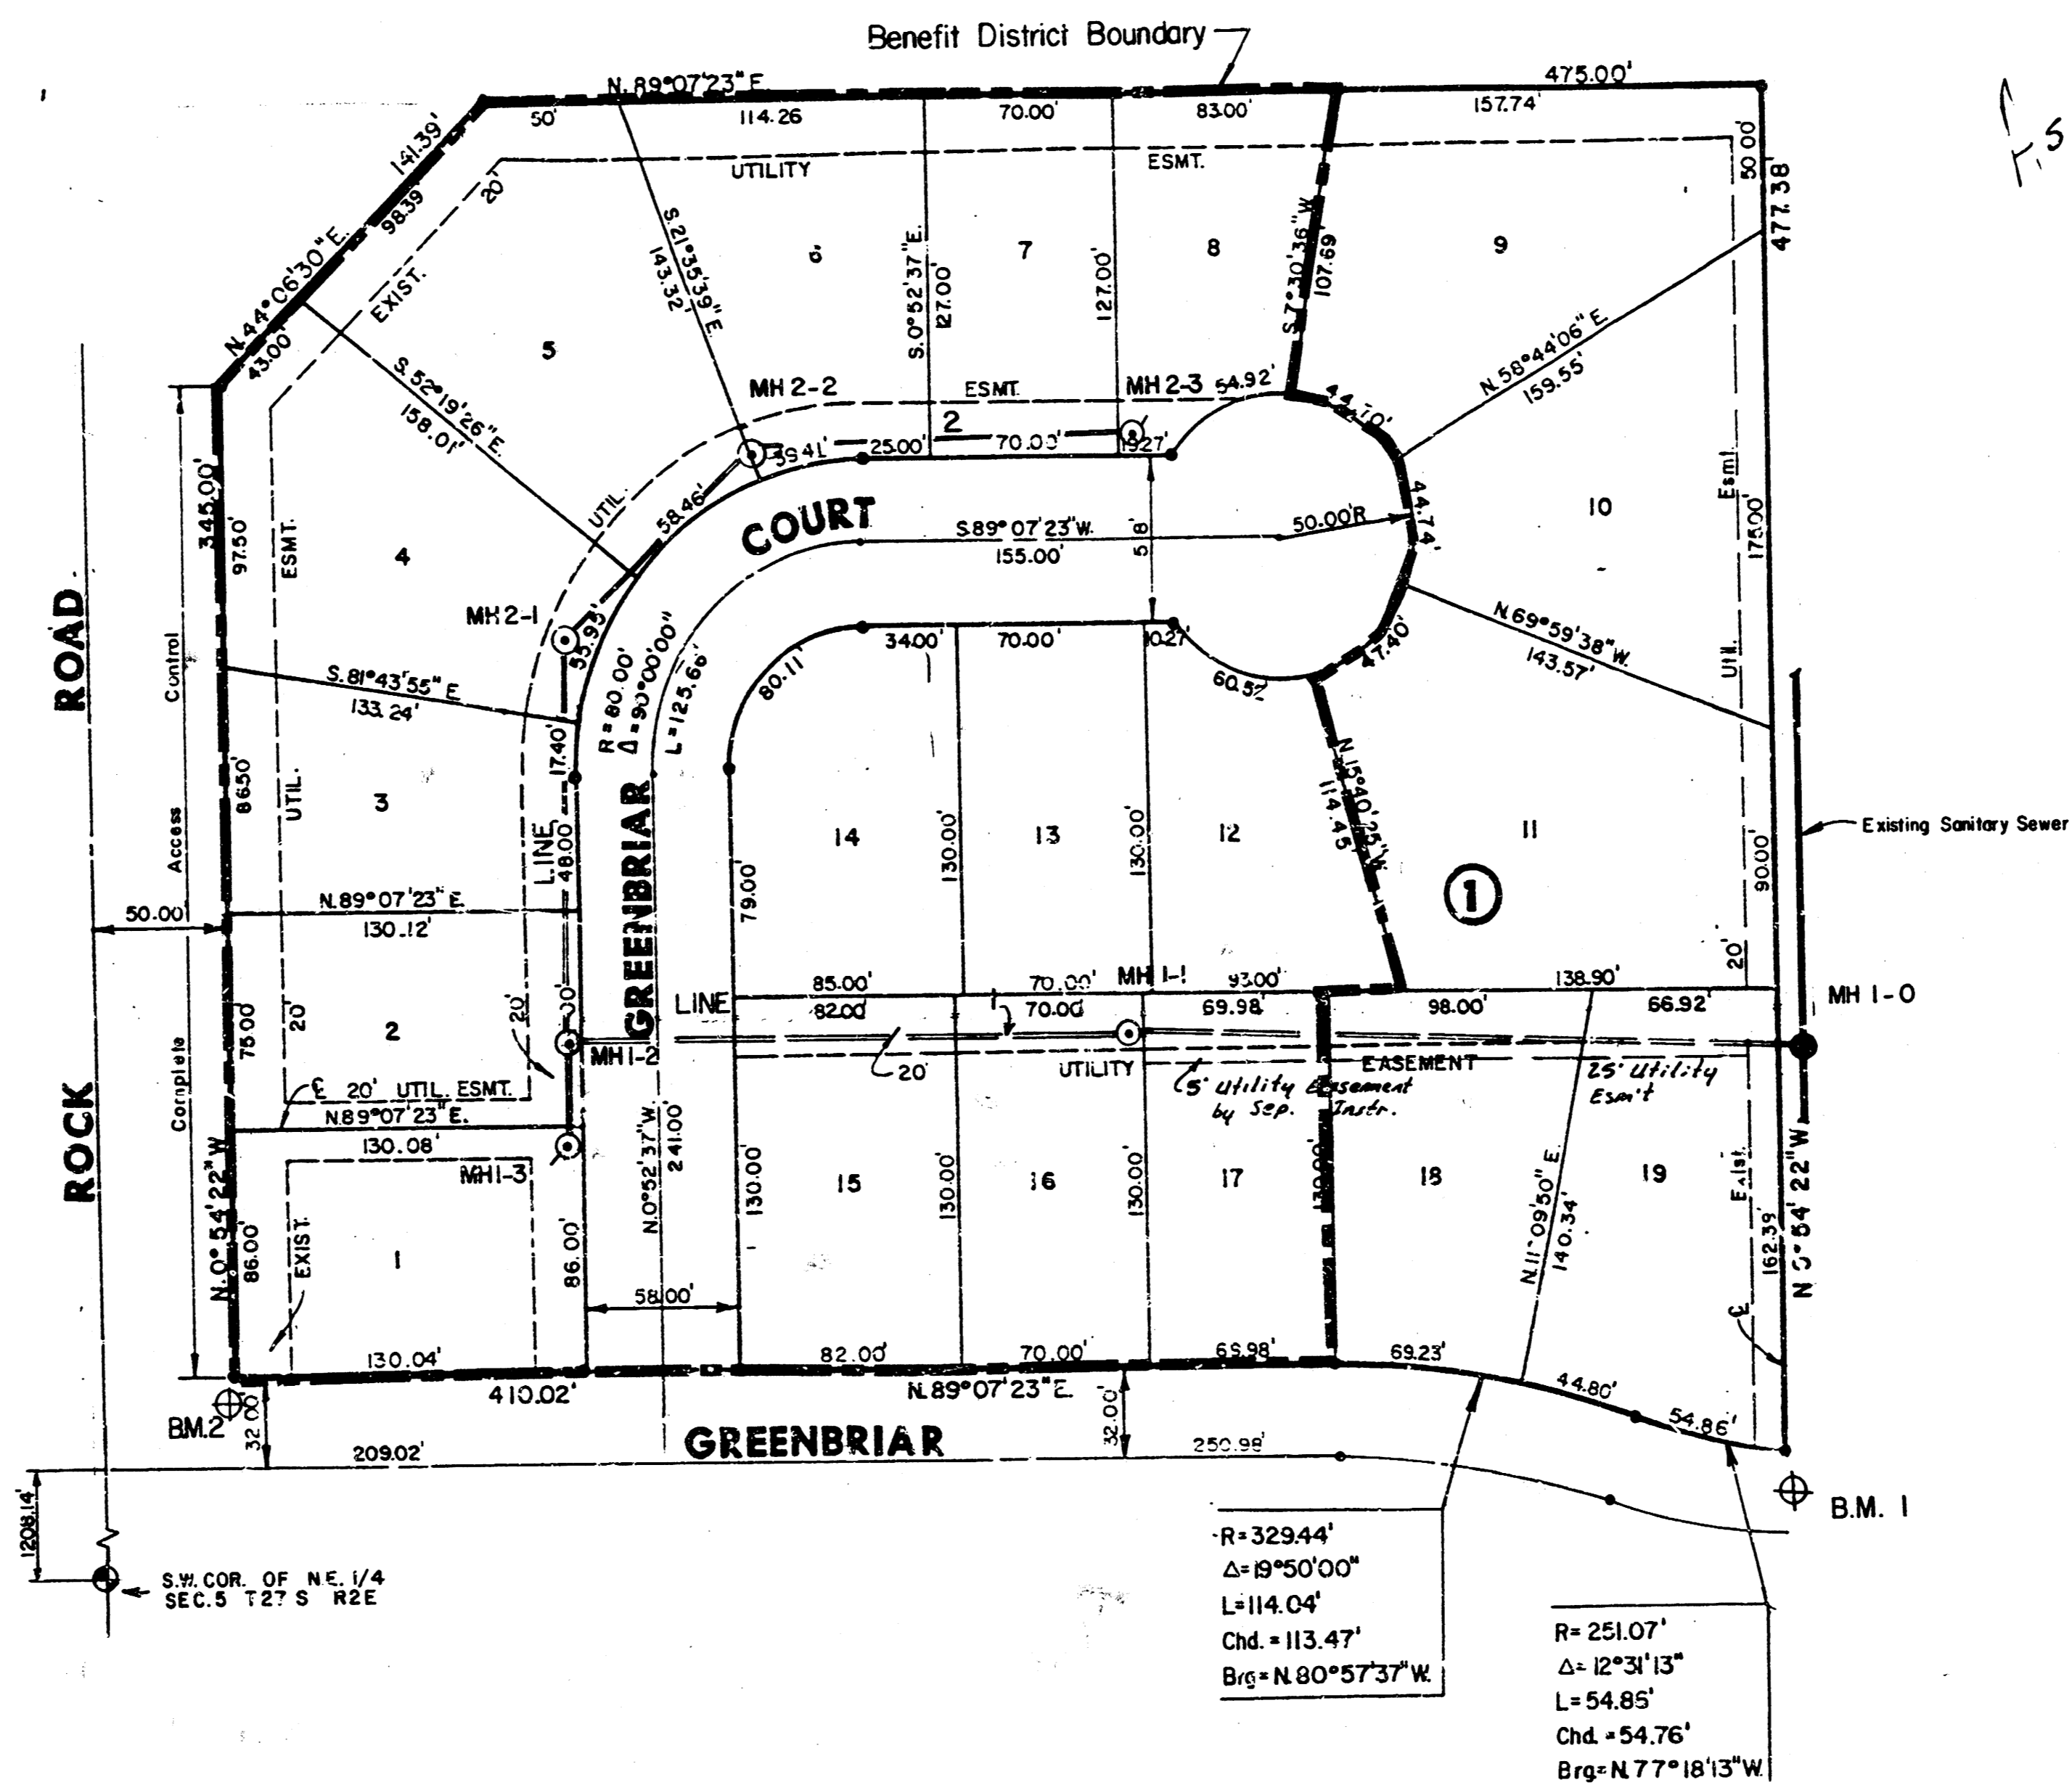 Benefit District Boundary
N. 89°07'23" E.
475.00'
50'
114.26
70.00'
83.00'
157.74'
141.39'
98.39'
20'
UTILITY
ESMT.
50.00'
477.38
N. 44°06'30" E.
43.00'
EXIST.
S. 21°35'39" E.
143.32'
S. 0°52'37" E.
127.00'
127.00'
S. 7°30'36" W.
107.69'
5
6
7
8
9
N. 58°44'06" E.
159.55'
S. 52°19'26" E.
158.01'
MH 2-2
ESMT.
MH 2-3
54.92'
44.70'
2
39.41'
25.00'
70.00'
19.27'
345.00'
97.50'
ESMT.
4
UTIL.
58.46'
COURT
S. 89°07'23" W.
155.00'
58'
50.00'R
44.74'
10
Esmt.
175.00'
ROAD
Control
MH 2-1
55.93'
S. 81°43'55" E.
133.24'
R = 80.00'
Δ = 90°00'00"
L = 125.66'
80.11'
34.00'
70.00'
10.27'
60.52'
47.40'
N. 69°59'38" W.
143.57'
Util.
17.40'
86.50'
UTIL.
3
Access
LINE
48.00'
GREENBRIAR
79.00'
14
130.00'
13
130.00'
12
N 15°40'25" W.
114.45'
11
1
90.00'
Existing Sanitary Sewer
N. 89°07'23" E.
130.12'
50.00'
20'
85.00'
70.00'
MH 1-1
93.00'
138.90'
20'
MH 1-0
LINE
82.00'
70.00'
69.98'
98.00'
66.92'
75.00'
20'
2
MH1-2
20'
UTILITY
EASEMENT
5' Utility Easement
by Sep. Instr.
25' Utility
Esm't
Complete
℄ 20' UTIL. ESMT.
N. 89°07'23" E.
130.08'
MH1-3
ROCK
N. 0°54'22" W.
86.00'
EXIST.
1
86.00'
N. 0°52'37" W.
241.00'
130.00'
15
130.00'
16
130.00'
17
130.00'
18
N. 11°09'50" E.
140.34'
19
Exist.
162.39'
N 0°54'22" W.
℄
58.00'
130.04'
410.02'
82.00'
70.00'
69.98'
69.23'
N. 89°07'23" E.
44.80'
54.86'
B.M. 2
32.00'
209.02'
GREENBRIAR
32.00'
250.98'
B.M. 1
1208.14'
S.W. COR. OF N.E. 1/4
SEC. 5 T27 S R2E
R=329.44'
Δ=19°50'00"
L=114.04'
Chd. = 113.47'
Brg= N. 80°57'37" W.
R= 251.07'
Δ= 12°31'13"
L= 54.86'
Chd. = 54.76'
Brg= N. 77°18'13" W.